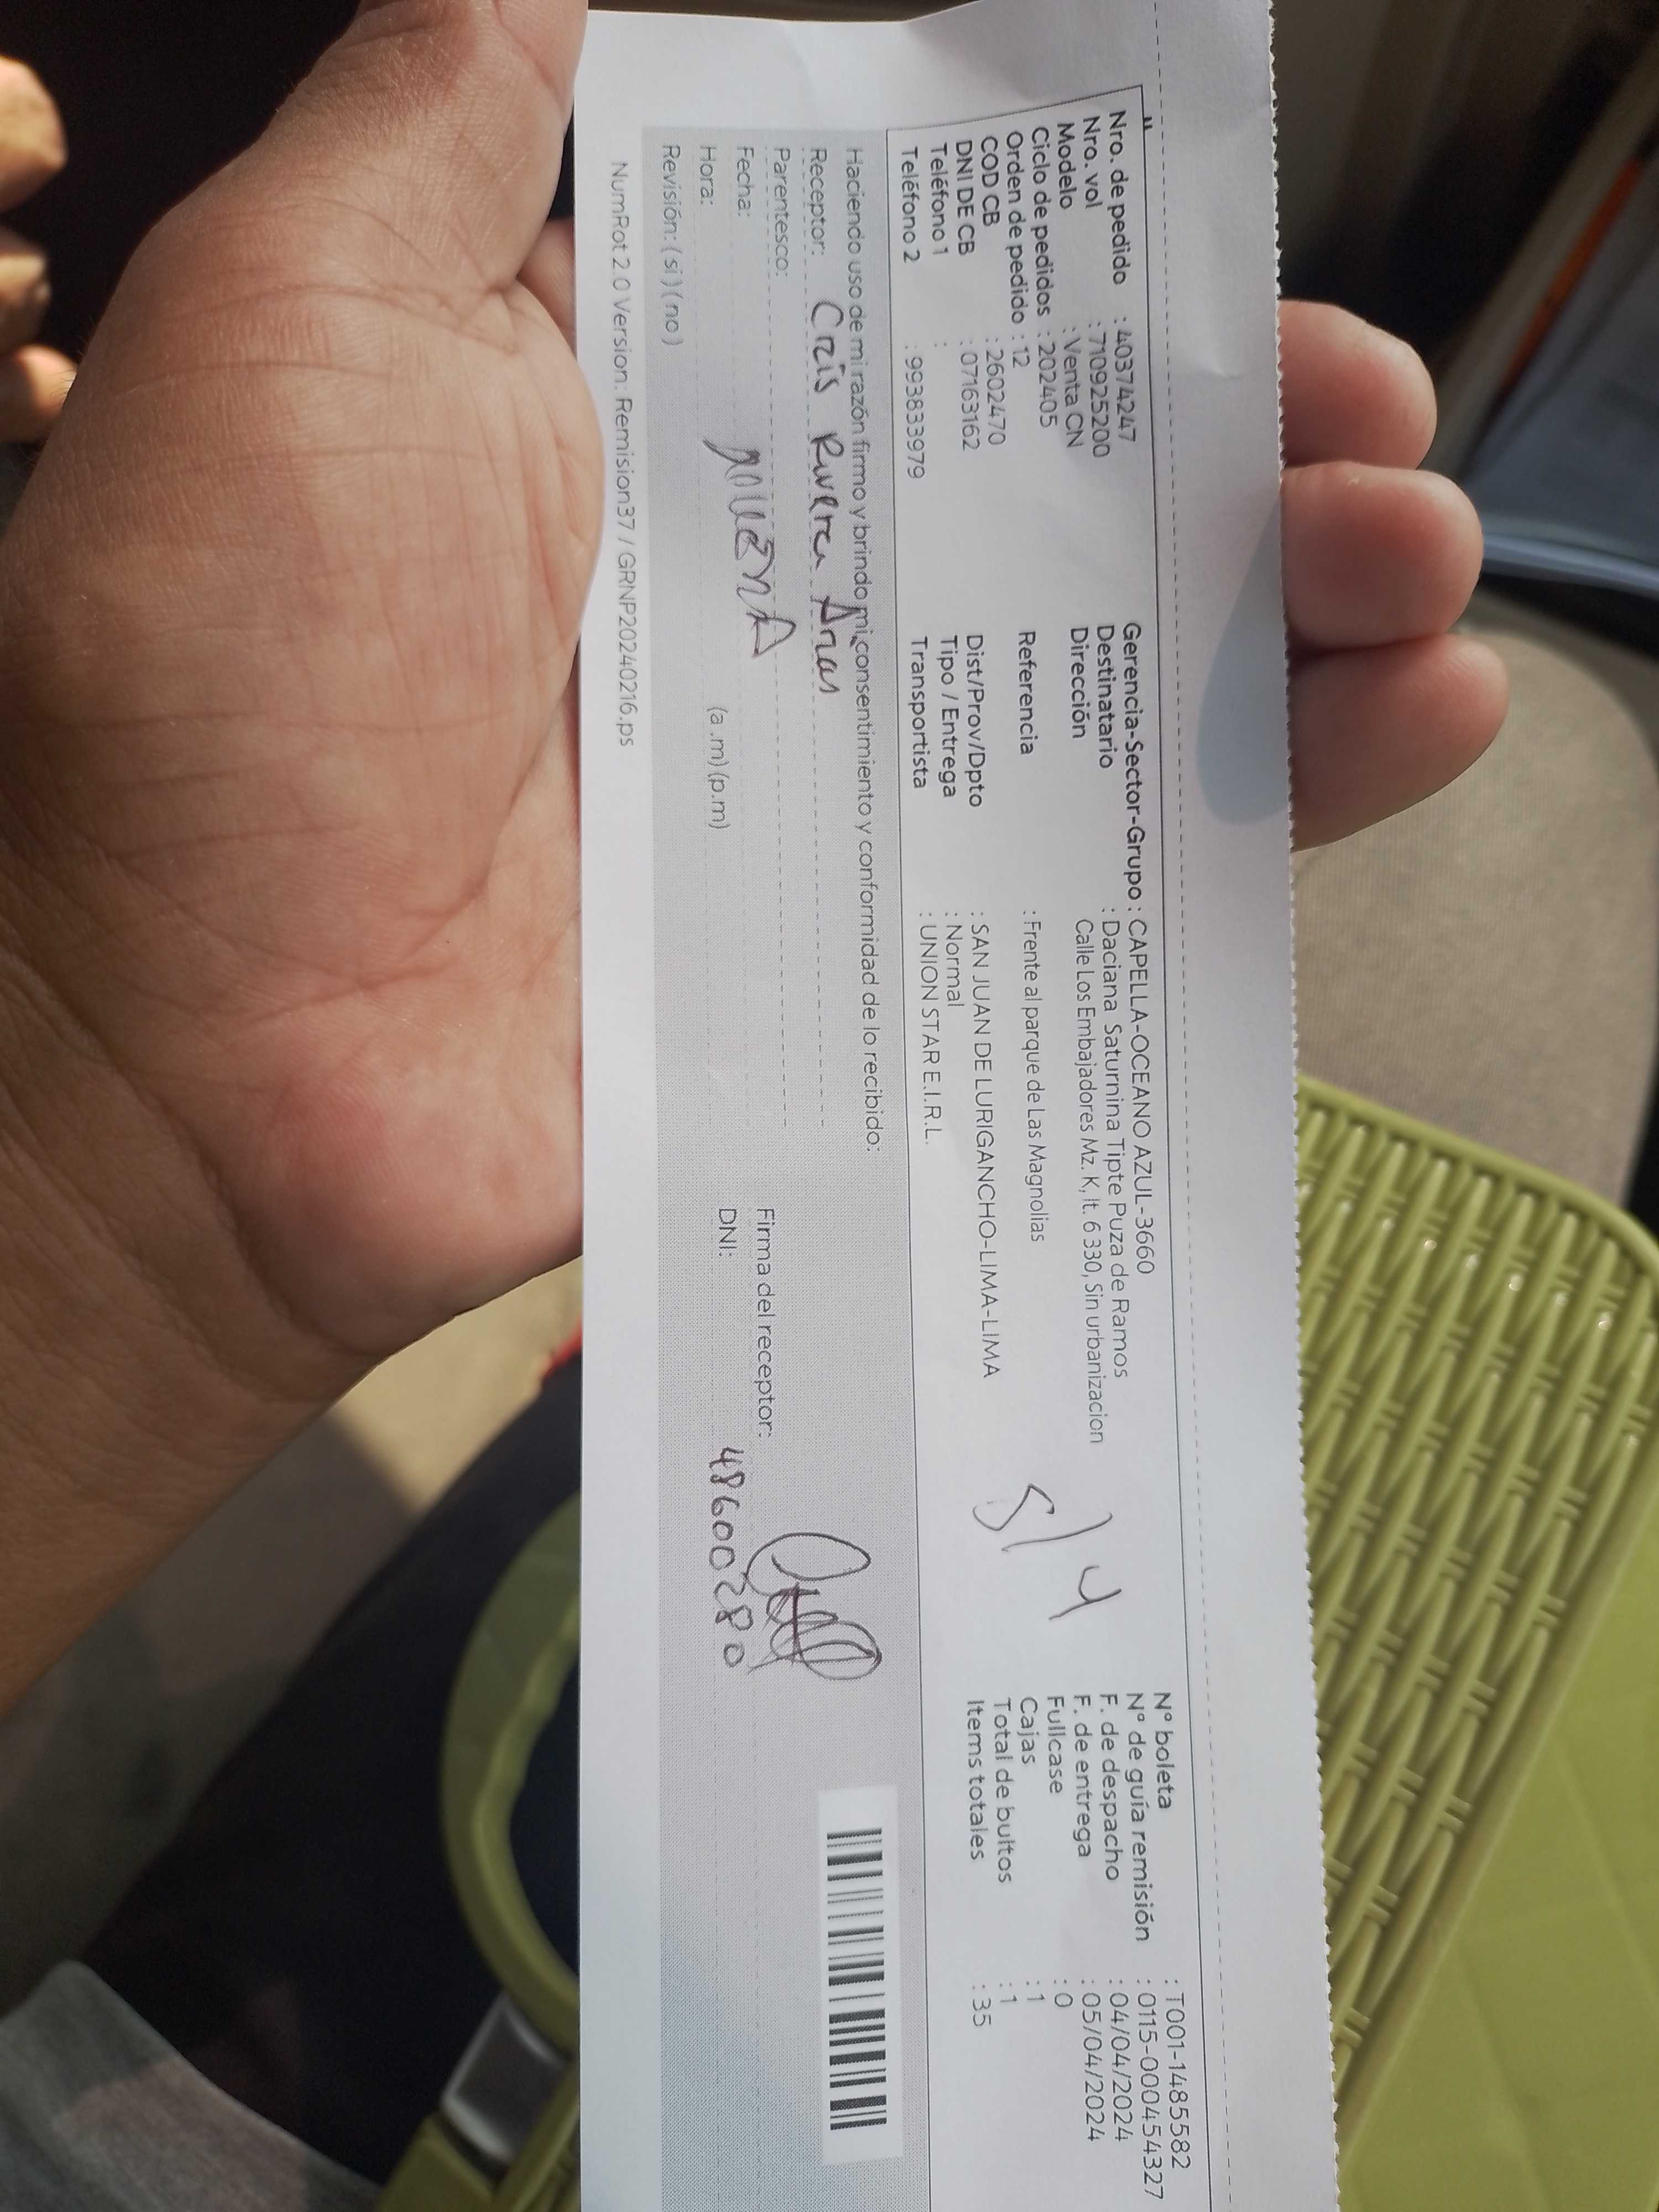 Nro. de pedido : 40374247
Nro. vol : 710925200
Modelo : Venta CN
Ciclo de pedidos : 202405
Orden de pedido : 12
COD CB : 2602470
DNI DE CB : 07163162
Teléfono 1 :
Teléfono 2 : 993833979
Gerencia-Sector-Grupo : CAPELLA-OCEANO AZUL-3660
Destinatario : Daciana Saturnina Tipte Puza de Ramos
Dirección Calle Los Embajadores Mz. K, lt. 6 330, Sin urbanizacion
Referencia : Frente al parque de Las Magnolias
Dist/Prov/Dpto : SAN JUAN DE LURIGANCHO-LIMA-LIMA
Tipo / Entrega : Normal
Transportista : UNION STAR E.I.R.L.
5/4
N° boleta : T001-1485582
N° de guía remisión : 0115-000454327
F. de despacho : 04/04/2024
F. de entrega : 05/04/2024
Fullcase : 0
Cajas : 1
Total de bultos : 1
Items totales : 35
Haciendo uso de mi razón firmo y brindo mi consentimiento y conformidad de lo recibido:
Receptor: Cris Rivera Arias
Parentesco:
Fecha:
Hora: (a.m) (p.m)
Revisión: ( si ) ( no )
Firma del receptor:
DNI: 48600280
NumRot 2 0 Version: Remision37 / GRNP20240216.ps